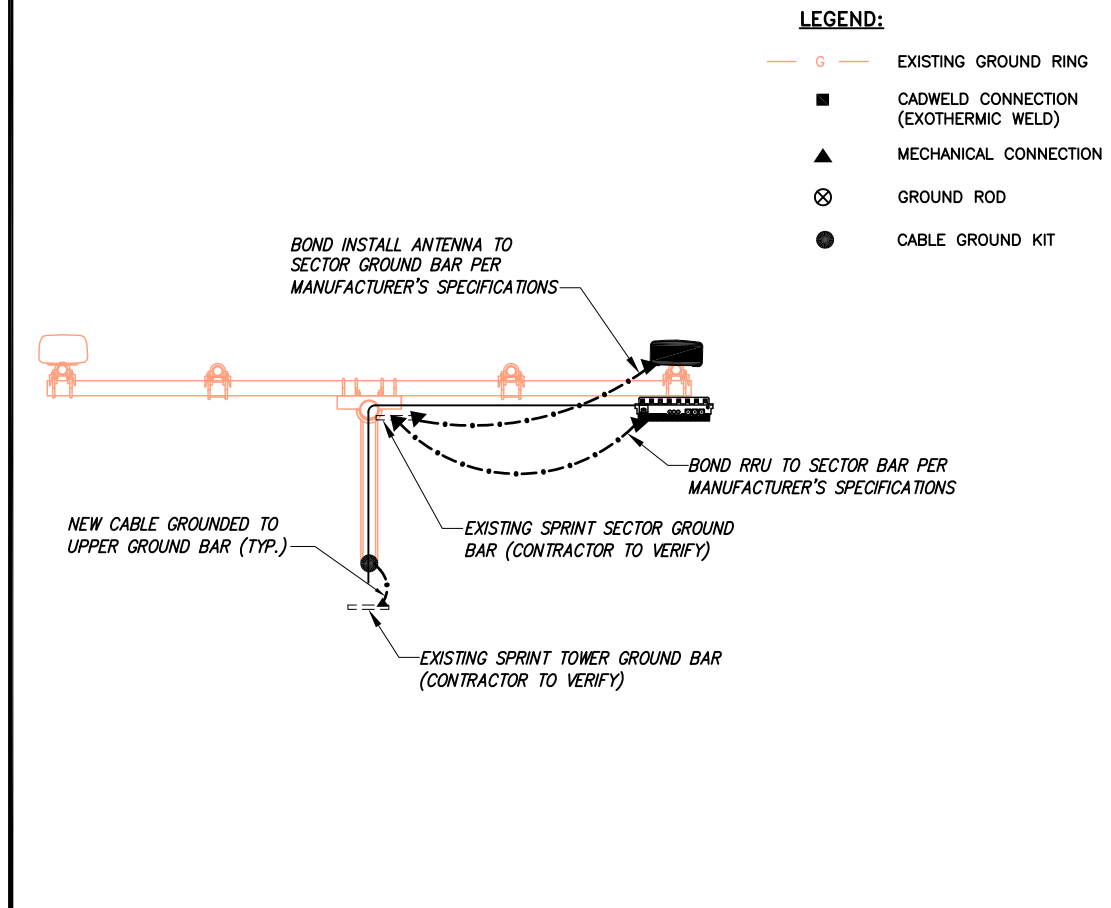 LEGEND:
G EXISTING GROUND RING
CADWELD CONNECTION
(EXOTHERMIC WELD)
MECHANICAL CONNECTION
GROUND ROD
CABLE GROUND KIT
BOND INSTALL ANTENNA TO
SECTOR GROUND BAR PER
MANUFACTURER'S SPECIFICATIONS
BOND RRU TO SECTOR BAR PER
MANUFACTURER'S SPECIFICATIONS
NEW CABLE GROUNDED TO
UPPER GROUND BAR (TYP.)
EXISTING SPRINT SECTOR GROUND
BAR (CONTRACTOR TO VERIFY)
EXISTING SPRINT TOWER GROUND BAR
(CONTRACTOR TO VERIFY)